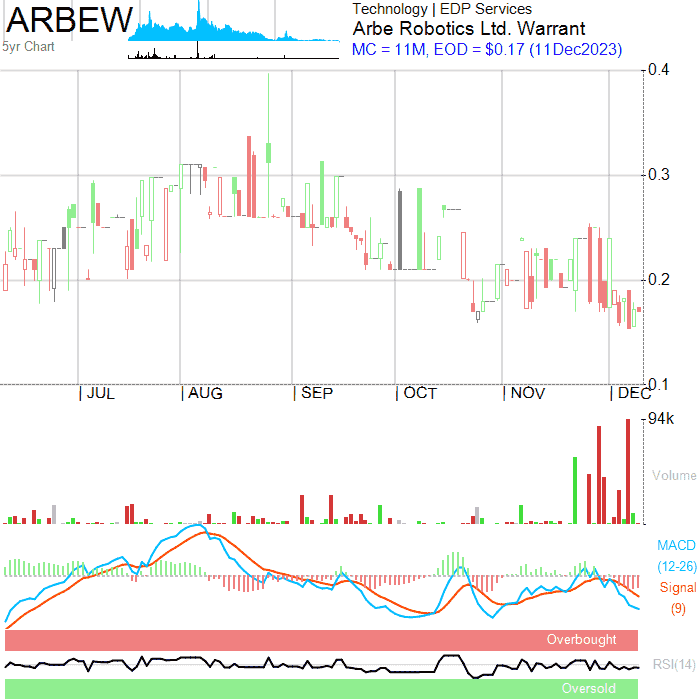 ARBEW
5yr Chart
Technology | EDP Services
Arbe Robotics Ltd. Warrant
MC = 11M, EOD = $0.17 (11Dec2023)
0.4
0.3
0.2
0.1
JUL AUG SEP OCT NOV DEC
94k
Volume
MACD
(12-26)
Signal
(9)
Overbought
RSI(14)
Oversold